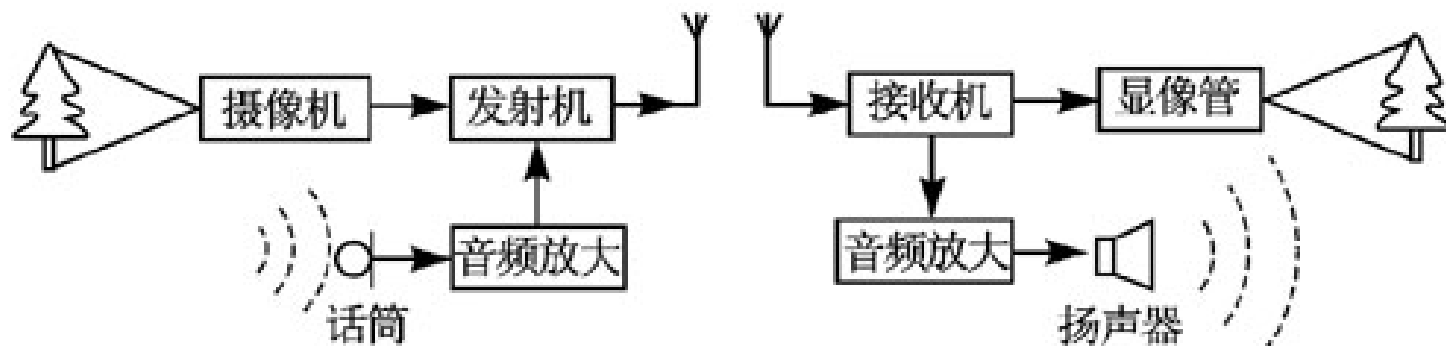 摄像机
发射机
接收机
显像管
音频放大
音频放大
话筒
扬声器